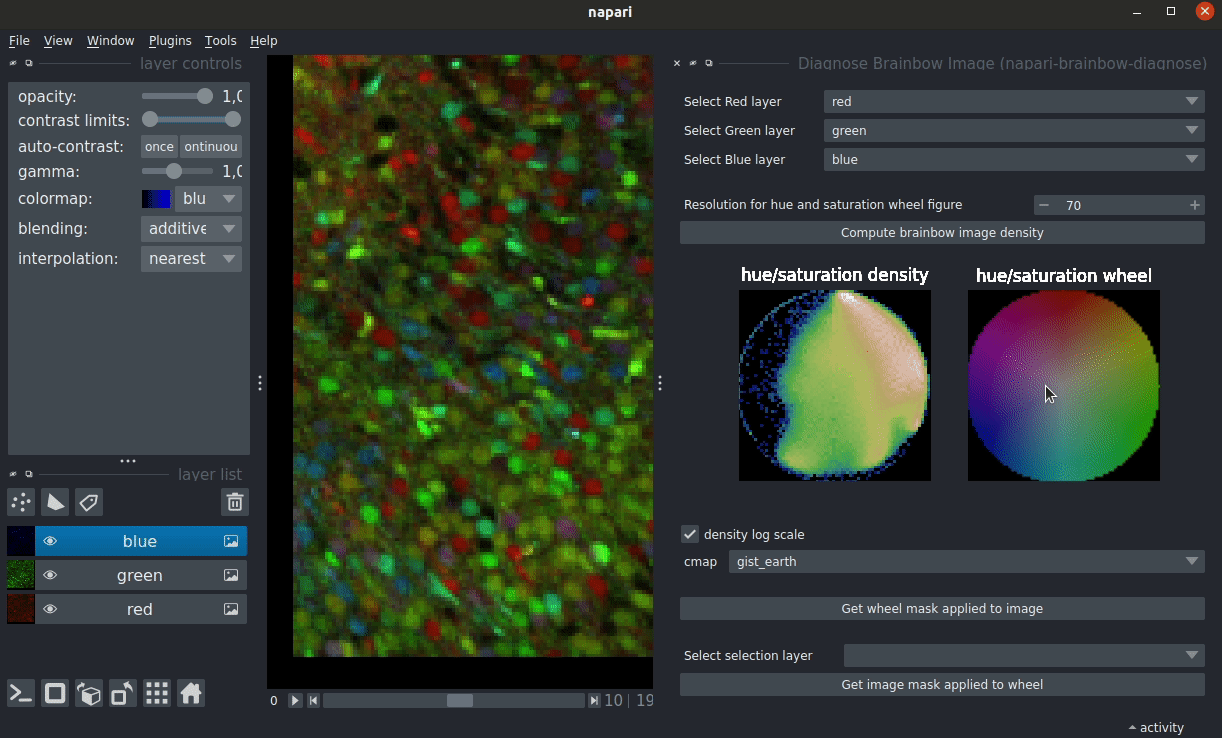 napari
File View Window Plugins Tools Help
layer controls
opacity: 1,0
contrast limits:
auto-contrast: once ontinuou
gamma: 1,0
colormap: blu
blending: additive
interpolation: nearest
layer list
blue
green
red
0 10 | 19
Diagnose Brainbow Image (napari-brainbow-diagnose)
Select Red layer red
Select Green layer green
Select Blue layer blue
Resolution for hue and saturation wheel figure − 70 +
Compute brainbow image density
hue/saturation density hue/saturation wheel
density log scale
cmap gist_earth
Get wheel mask applied to image
Select selection layer
Get image mask applied to wheel
activity